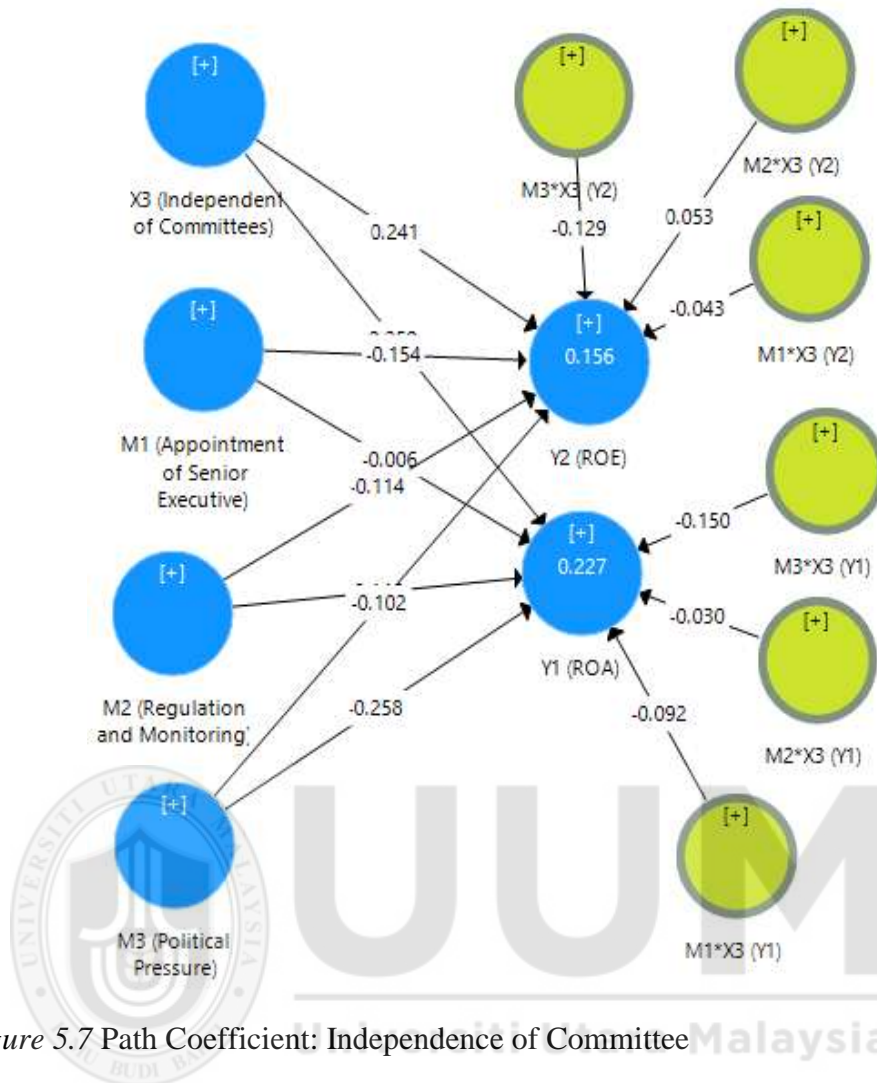 [+]
X3 (Independent
of Committees)
[+]
M1 (Appointment
of Senior
Executive)
[+]
M2 (Regulation
and Monitoring)
[+]
M3 (Political
Pressure)
0.241
-0.154
-0.006
-0.114
-0.102
-0.258
[+]
M3*X3 (Y2)
-0.129
[+]
M2*X3 (Y2)
0.053
[+]
M1*X3 (Y2)
-0.043
[+]
0.156
Y2 (ROE)
[+]
0.227
Y1 (ROA)
[+]
M3*X3 (Y1)
-0.150
[+]
M2*X3 (Y1)
-0.030
[+]
M1*X3 (Y1)
-0.092
UUM
Universiti Utara Malaysia
UNIVERSITI UTARA MALAYSIA
ure 5.7 Path Coefficient: Independence of Committee